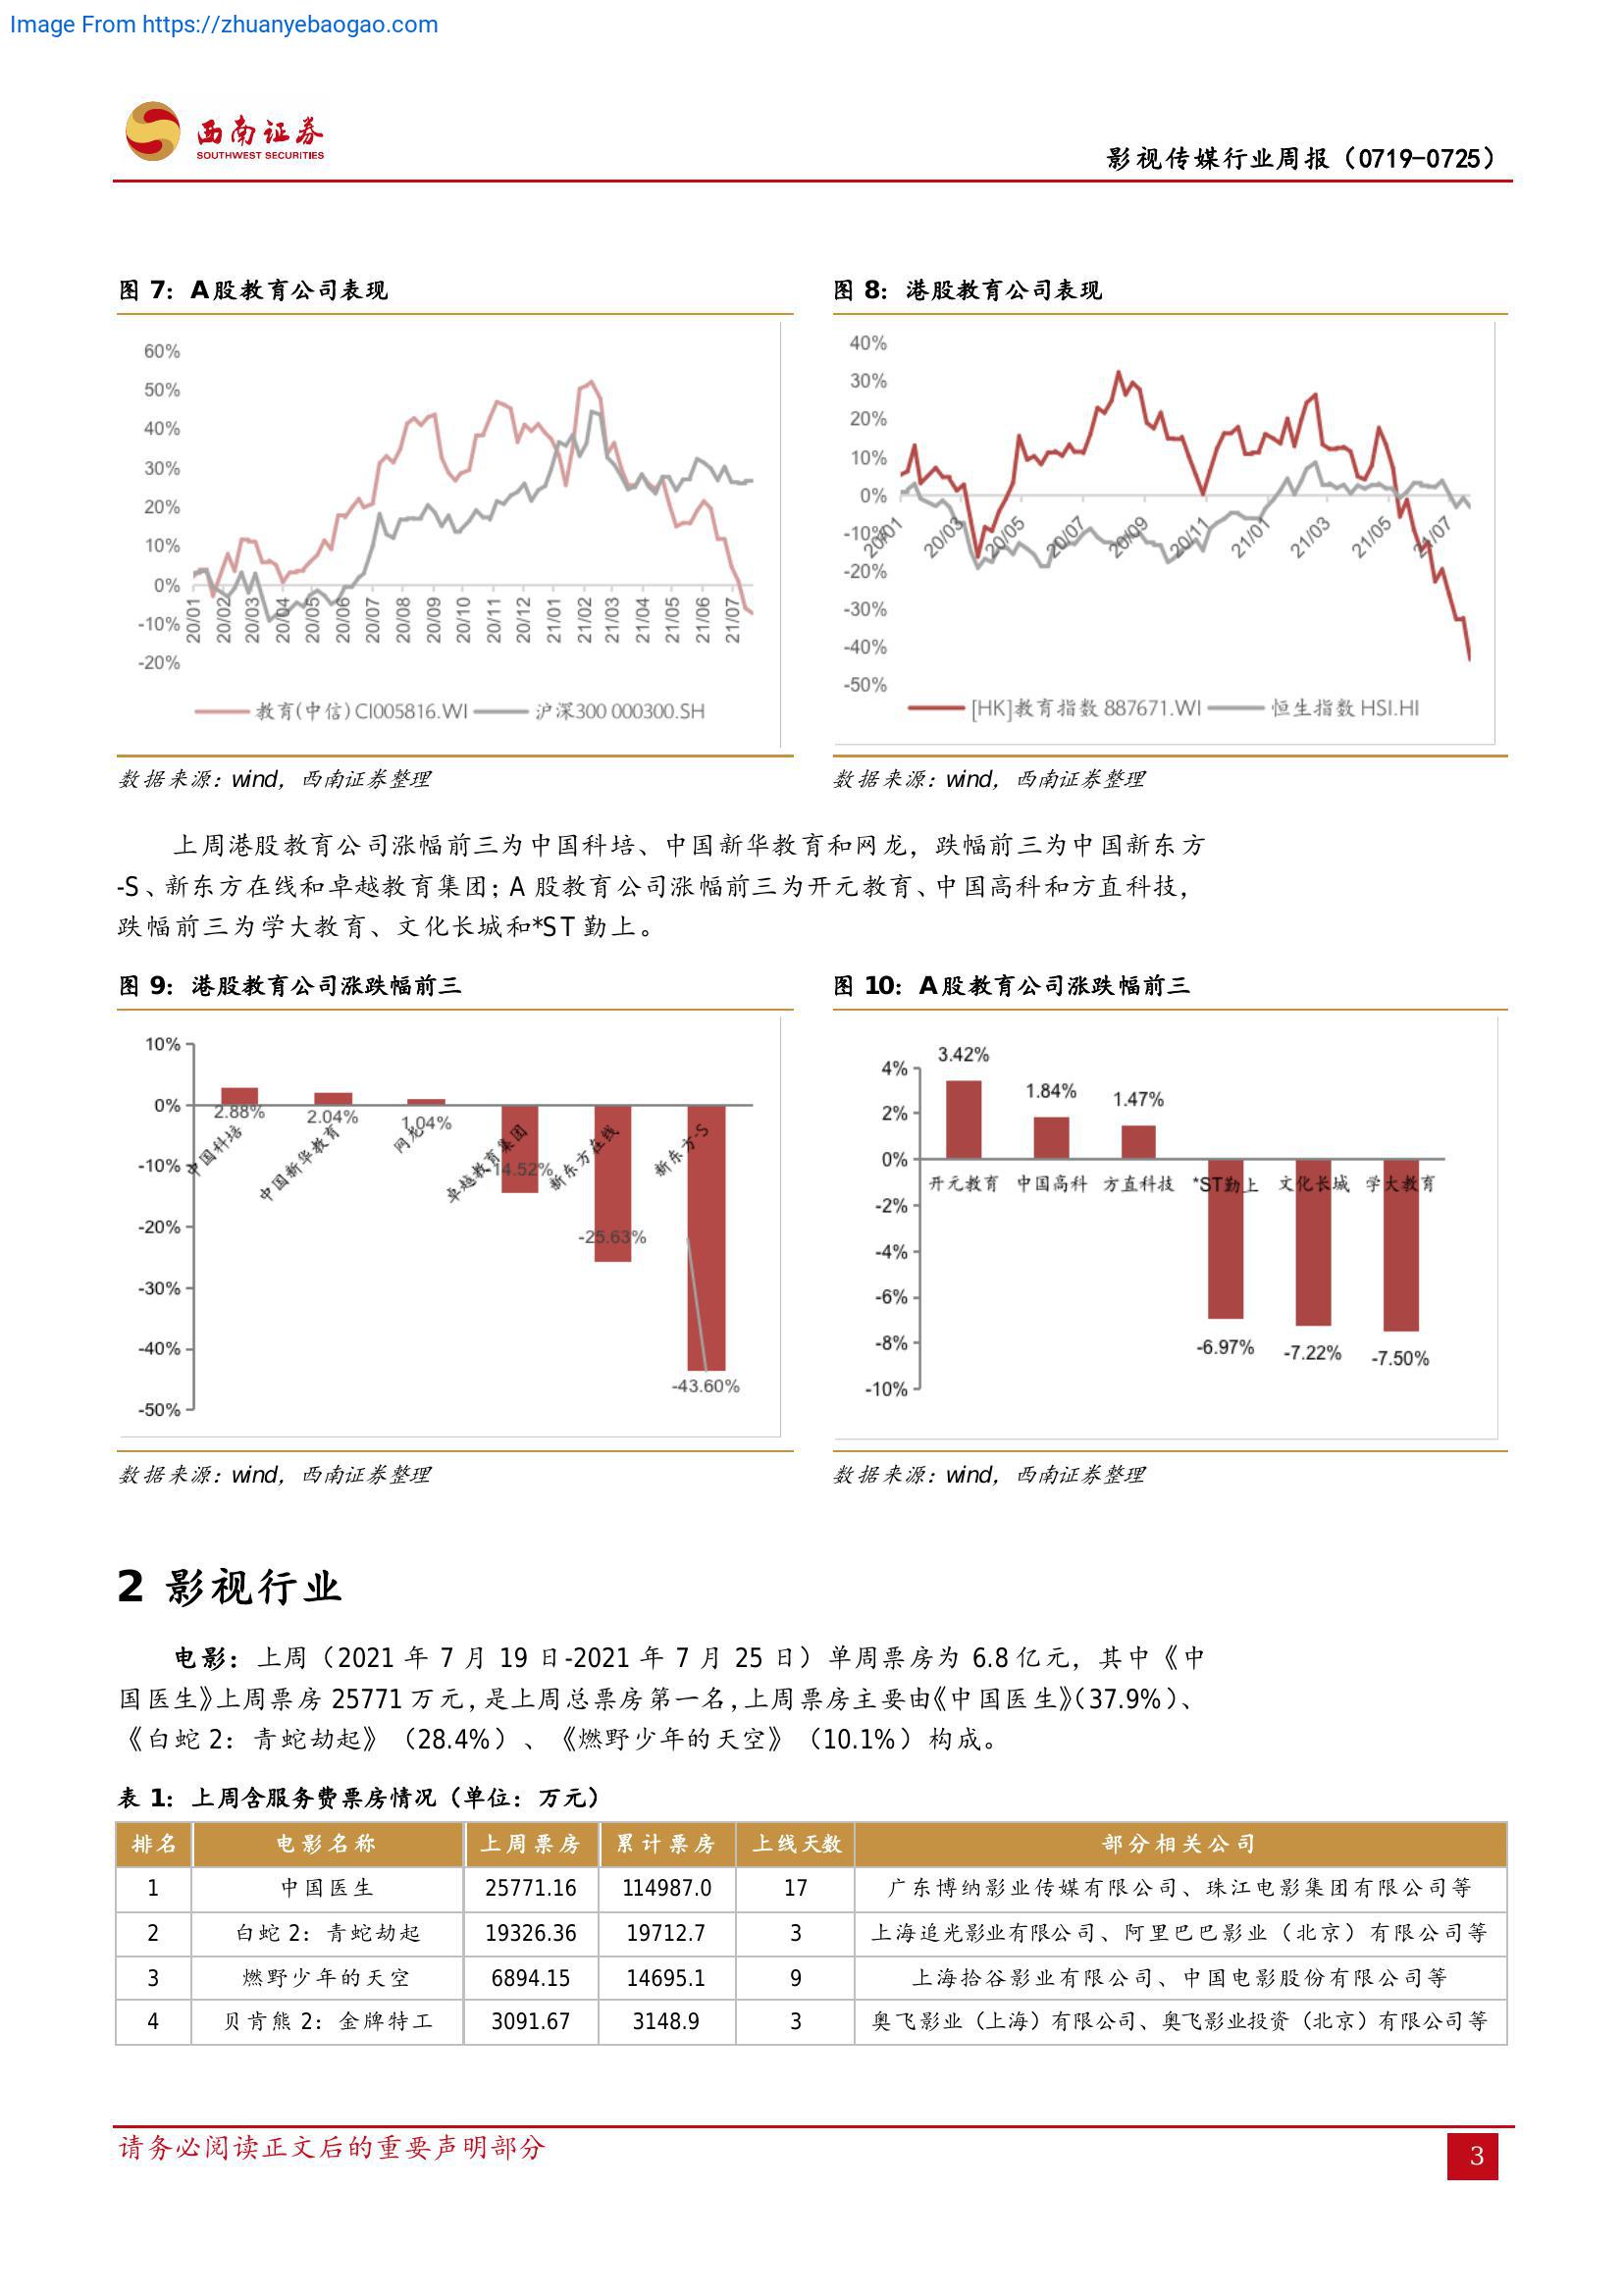 Image From https://zhuanyebaogao.com
西南证券
SOUTHWEST SECURITIES
影视传媒行业周报（0719-0725）
图 7：A股教育公司表现
60%
50%
40%
30%
20%
10%
0%
-10%
-20%
20/01 20/02 20/03 20/04 20/05 20/06 20/07 20/08 20/09 20/10 20/11 20/12 21/01 21/02 21/03 21/04 21/05 21/06 21/07
教育(中信) CI005816.WI 沪深300 000300.SH
数据来源：wind，西南证券整理
图 8：港股教育公司表现
40%
30%
20%
10%
0%
-10%
-20%
-30%
-40%
-50%
20/01 20/03 20/05 20/07 20/09 20/11 21/01 21/03 21/05 21/07
[HK]教育指数 887671.WI 恒生指数 HSI.HI
数据来源：wind，西南证券整理
上周港股教育公司涨幅前三为中国科培、中国新华教育和网龙，跌幅前三为中国新东方
-S、新东方在线和卓越教育集团；A 股教育公司涨幅前三为开元教育、中国高科和方直科技，
跌幅前三为学大教育、文化长城和*ST 勤上。
图 9：港股教育公司涨跌幅前三
10%
0%
-10%
-20%
-30%
-40%
-50%
2.88% 2.04% 1.04% -14.52% -25.63% -43.60%
中国科培 中国新华教育 网龙 卓越教育集团 新东方在线 新东方-S
数据来源：wind，西南证券整理
图 10：A股教育公司涨跌幅前三
4%
2%
0%
-2%
-4%
-6%
-8%
-10%
3.42% 1.84% 1.47%
开元教育 中国高科 方直科技 *ST勤上 文化长城 学大教育
-6.97% -7.22% -7.50%
数据来源：wind，西南证券整理
2 影视行业
电影：上周（2021 年 7 月 19 日-2021 年 7 月 25 日）单周票房为 6.8 亿元，其中《中
国医生》上周票房 25771 万元，是上周总票房第一名，上周票房主要由《中国医生》（37.9%）、
《白蛇 2：青蛇劫起》（28.4%）、《燃野少年的天空》（10.1%）构成。
表 1：上周含服务费票房情况（单位：万元）
排名 电影名称 上周票房 累计票房 上线天数 部分相关公司
1 中国医生 25771.16 114987.0 17 广东博纳影业传媒有限公司、珠江电影集团有限公司等
2 白蛇 2：青蛇劫起 19326.36 19712.7 3 上海追光影业有限公司、阿里巴巴影业（北京）有限公司等
3 燃野少年的天空 6894.15 14695.1 9 上海拾谷影业有限公司、中国电影股份有限公司等
4 贝肯熊 2：金牌特工 3091.67 3148.9 3 奥飞影业（上海）有限公司、奥飞影业投资（北京）有限公司等
请务必阅读正文后的重要声明部分
3